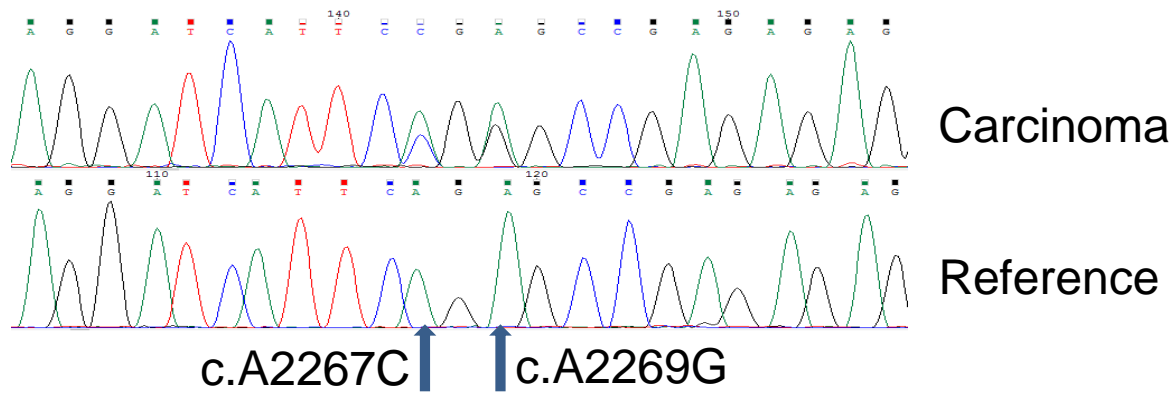 140 150
A G G A T C A T T C C G A G C C G A G A G A G
Carcinoma
110 120
A G G A T C A T T C A G A G C C G A G A G A G
Reference
c.A2267C c.A2269G